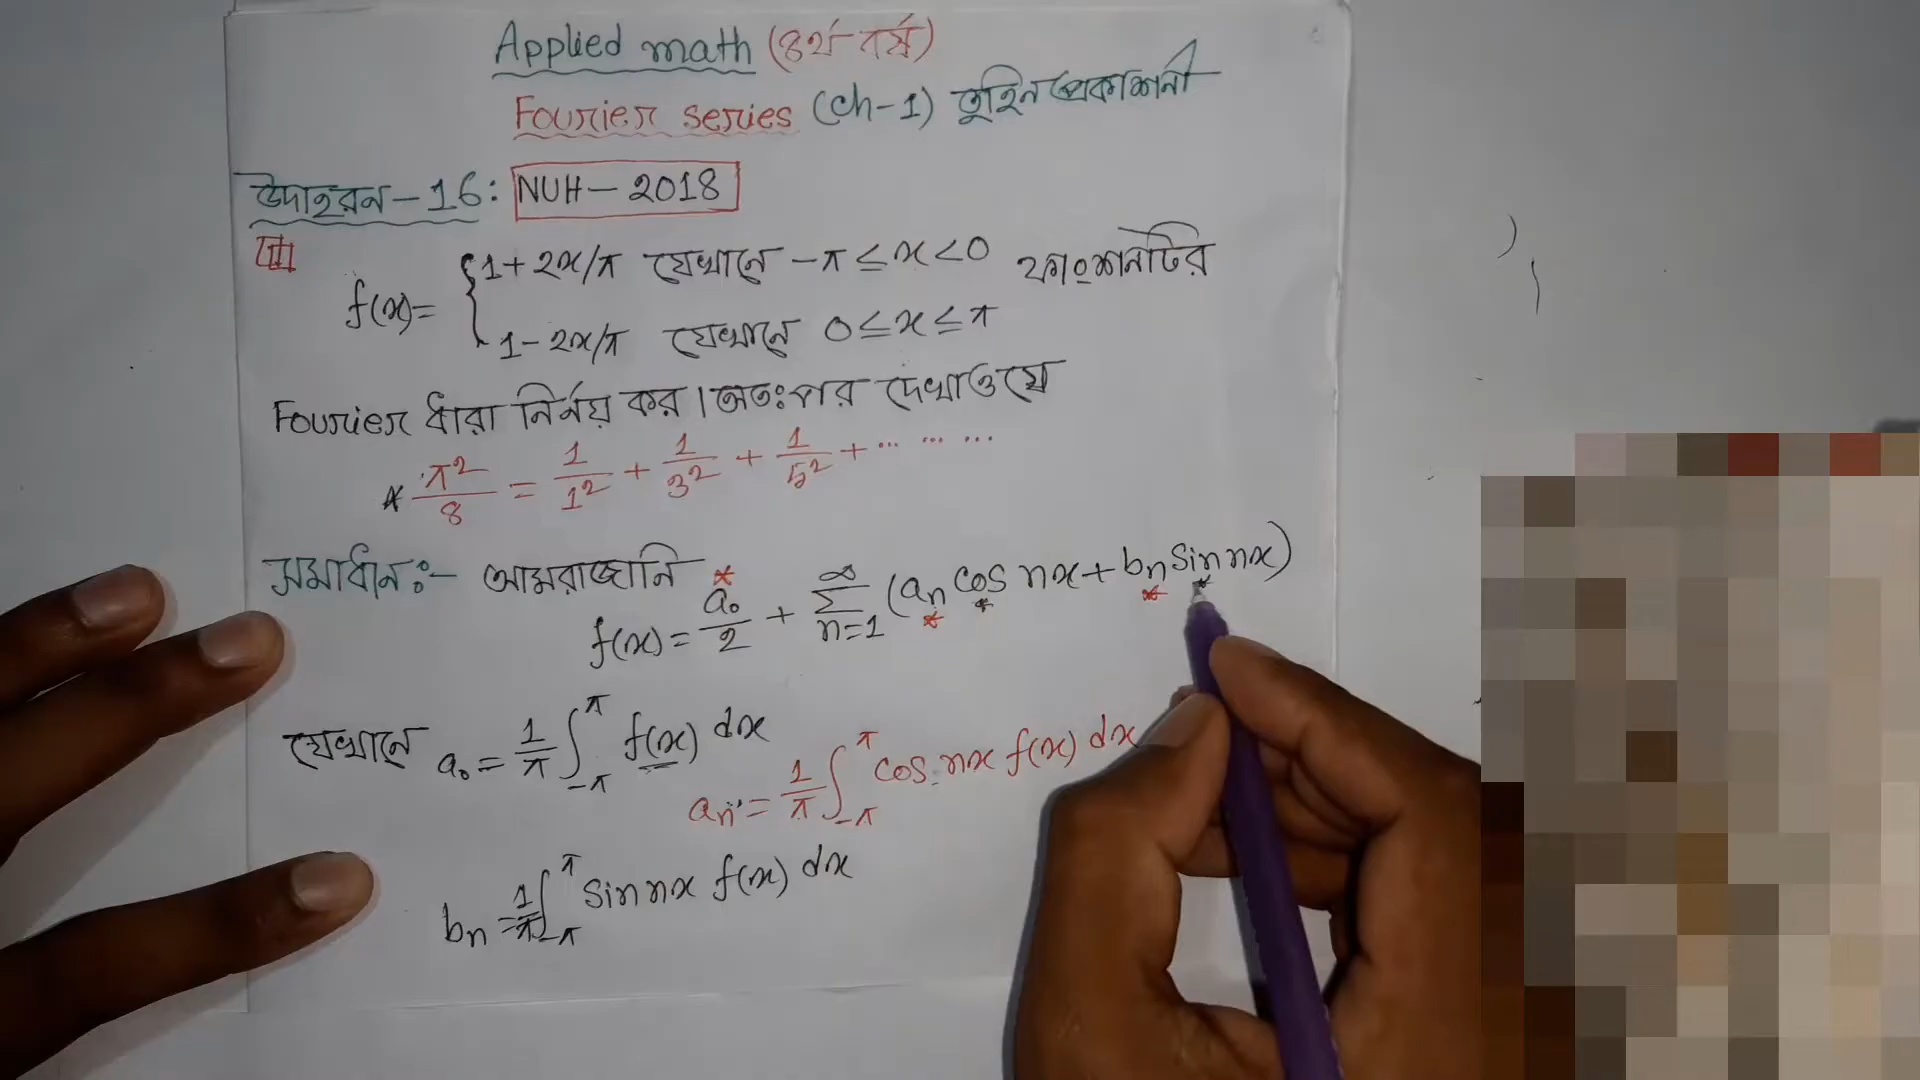 Applied math (৪র্থ বর্ষ)
Fourier series (ch-1) তুহিন প্রকাশনী
উদাহরন-16: NUH-2018
f(x)= { 1+2x/π যেখানে -π ≤ x < 0 ফাংশনটির
1-2x/π যেখানে 0 ≤ x ≤ π
Fourier ধারা নির্নয় কর। অতঃপর দেখাও যে
* π²/8 = 1/1² + 1/3² + 1/5² + ... ... ...
সমাধান:- আমরা জানি
f(x) = a₀/2 + ∑_{n=1}^{∞} (aₙ cos nx + bₙ sin nx)
যেখানে a₀ = 1/π ∫_{-π}^{π} f(x) dx
aₙ = 1/π ∫_{-π}^{π} cos nx f(x) dx
bₙ = 1/π ∫_{-π}^{π} sin nx f(x) dx